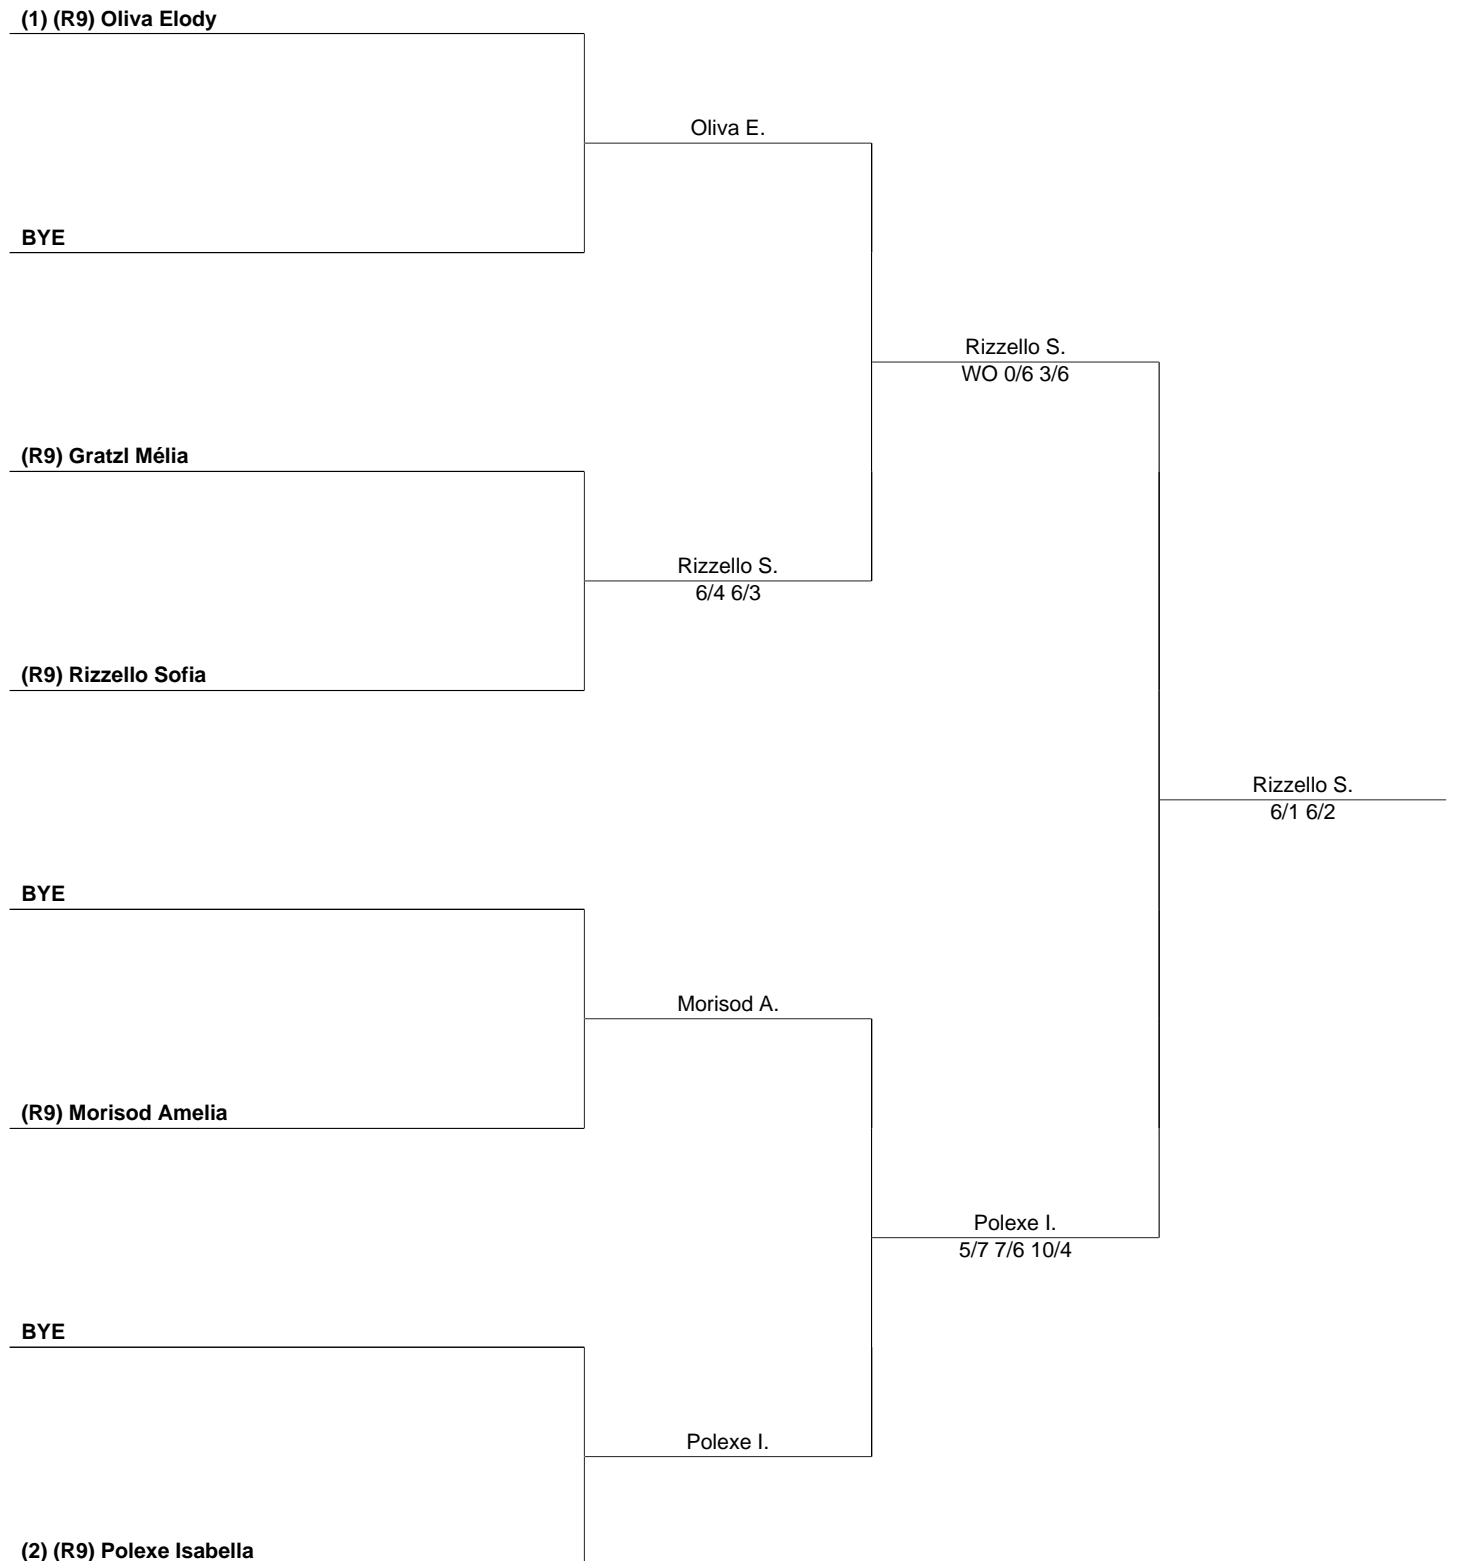 (1) (R9) Oliva Elody
Oliva E.
BYE
Rizzello S.
WO 0/6 3/6
(R9) Gratzl Mélia
Rizzello S.
6/4 6/3
(R9) Rizzello Sofia
Rizzello S.
6/1 6/2
BYE
Morisod A.
(R9) Morisod Amelia
Polexe I.
5/7 7/6 10/4
BYE
Polexe I.
(2) (R9) Polexe Isabella